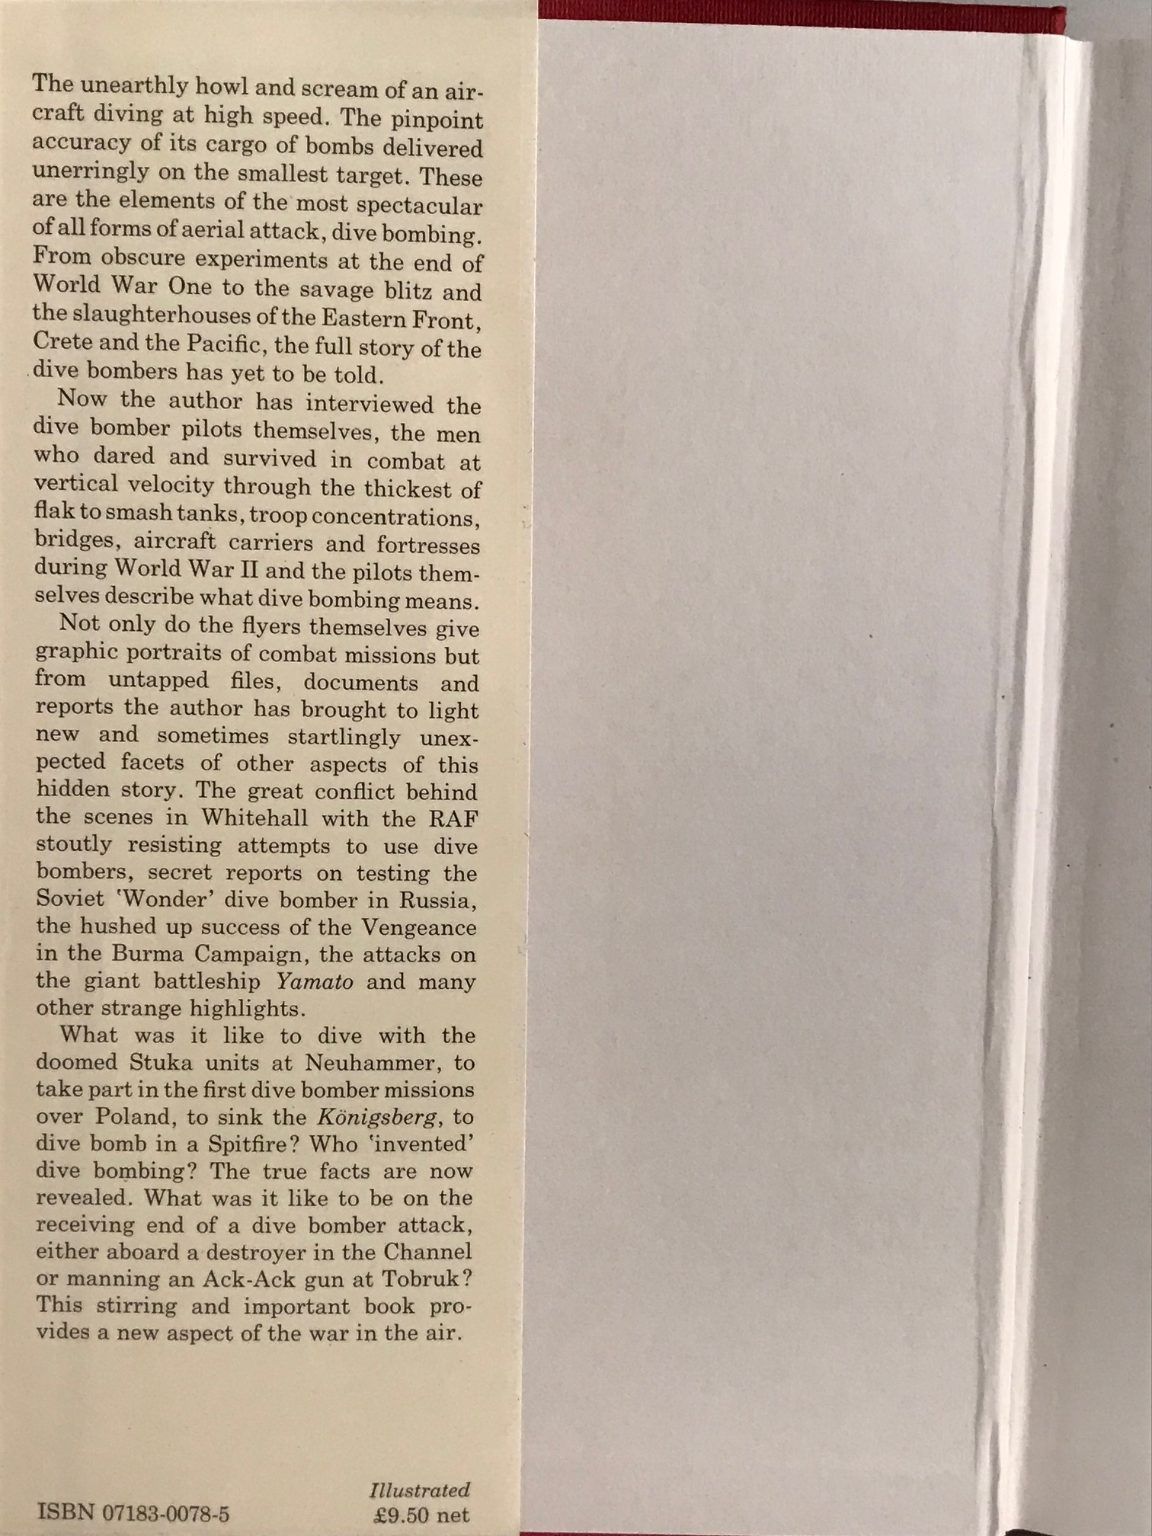 The unearthly howl and scream of an air-
craft diving at high speed. The pinpoint
accuracy of its cargo of bombs delivered
unerringly on the smallest target. These
are the elements of the most spectacular
of all forms of aerial attack, dive bombing.
From obscure experiments at the end of
World War One to the savage blitz and
the slaughterhouses of the Eastern Front,
Crete and the Pacific, the full story of the
dive bombers has yet to be told.
Now the author has interviewed the
dive bomber pilots themselves, the men
who dared and survived in combat at
vertical velocity through the thickest of
flak to smash tanks, troop concentrations,
bridges, aircraft carriers and fortresses
during World War II and the pilots them-
selves describe what dive bombing means.
Not only do the flyers themselves give
graphic portraits of combat missions but
from untapped files, documents and
reports the author has brought to light
new and sometimes startlingly unex-
pected facets of other aspects of this
hidden story. The great conflict behind
the scenes in Whitehall with the RAF
stoutly resisting attempts to use dive
bombers, secret reports on testing the
Soviet ‛Wonder’ dive bomber in Russia,
the hushed up success of the Vengeance
in the Burma Campaign, the attacks on
the giant battleship Yamato and many
other strange highlights.
What was it like to dive with the
doomed Stuka units at Neuhammer, to
take part in the first dive bomber missions
over Poland, to sink the Königsberg, to
dive bomb in a Spitfire? Who ‛invented’
dive bombing? The true facts are now
revealed. What was it like to be on the
receiving end of a dive bomber attack,
either aboard a destroyer in the Channel
or manning an Ack-Ack gun at Tobruk?
This stirring and important book pro-
vides a new aspect of the war in the air.
Illustrated
ISBN 07183-0078-5 £9.50 net